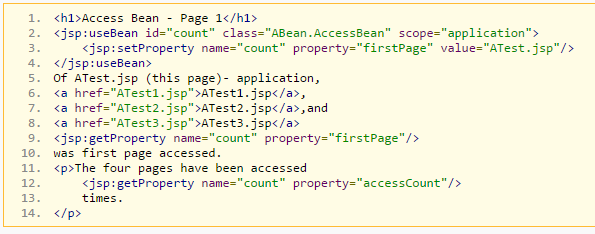 1. <h1>Access Bean - Page 1</h1>
2. <jsp:useBean id="count" class="ABean.AccessBean" scope="application">
3. <jsp:setProperty name="count" property="firstPage" value="ATest.jsp"/>
4. </jsp:useBean>
5. Of ATest.jsp (this page)- application,
6. <a href="ATest1.jsp">ATest1.jsp</a>,
7. <a href="ATest2.jsp">ATest2.jsp</a>,and
8. <a href="ATest3.jsp">ATest3.jsp</a>
9. <jsp:getProperty name="count" property="firstPage"/>
10. was first page accessed.
11. <p>The four pages have been accessed
12. <jsp:getProperty name="count" property="accessCount"/>
13. times.
14. </p>